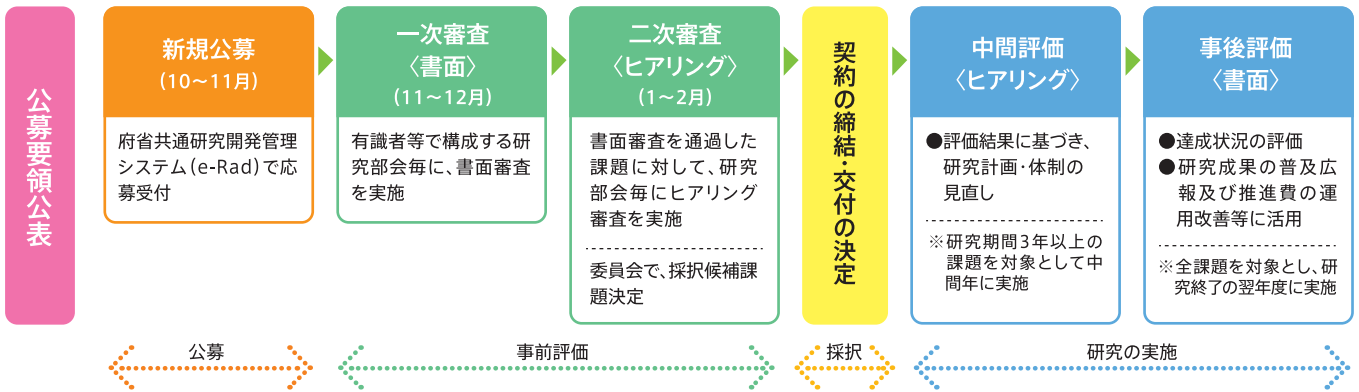 公募要領公表
新規公募
(10〜11月)
府省共通研究開発管理
システム(e-Rad)で応
募受付
一次審査
〈書面〉
(11〜12月)
有識者等で構成する研
究部会毎に、書面審査
を実施
二次審査
〈ヒアリング〉
(1〜2月)
書面審査を通過した
課題に対して、研究
部会毎にヒアリング
審査を実施
委員会で、採択候補課
題決定
契約の締結・交付の決定
中間評価
〈ヒアリング〉
●評価結果に基づき、
研究計画・体制の
見直し
※研究期間3年以上の
課題を対象として中
間年に実施
事後評価
〈書面〉
●達成状況の評価
●研究成果の普及広
報及び推進費の運
用改善等に活用
※全課題を対象とし、研
究終了の翌年度に実施
公募
事前評価
採択
研究の実施